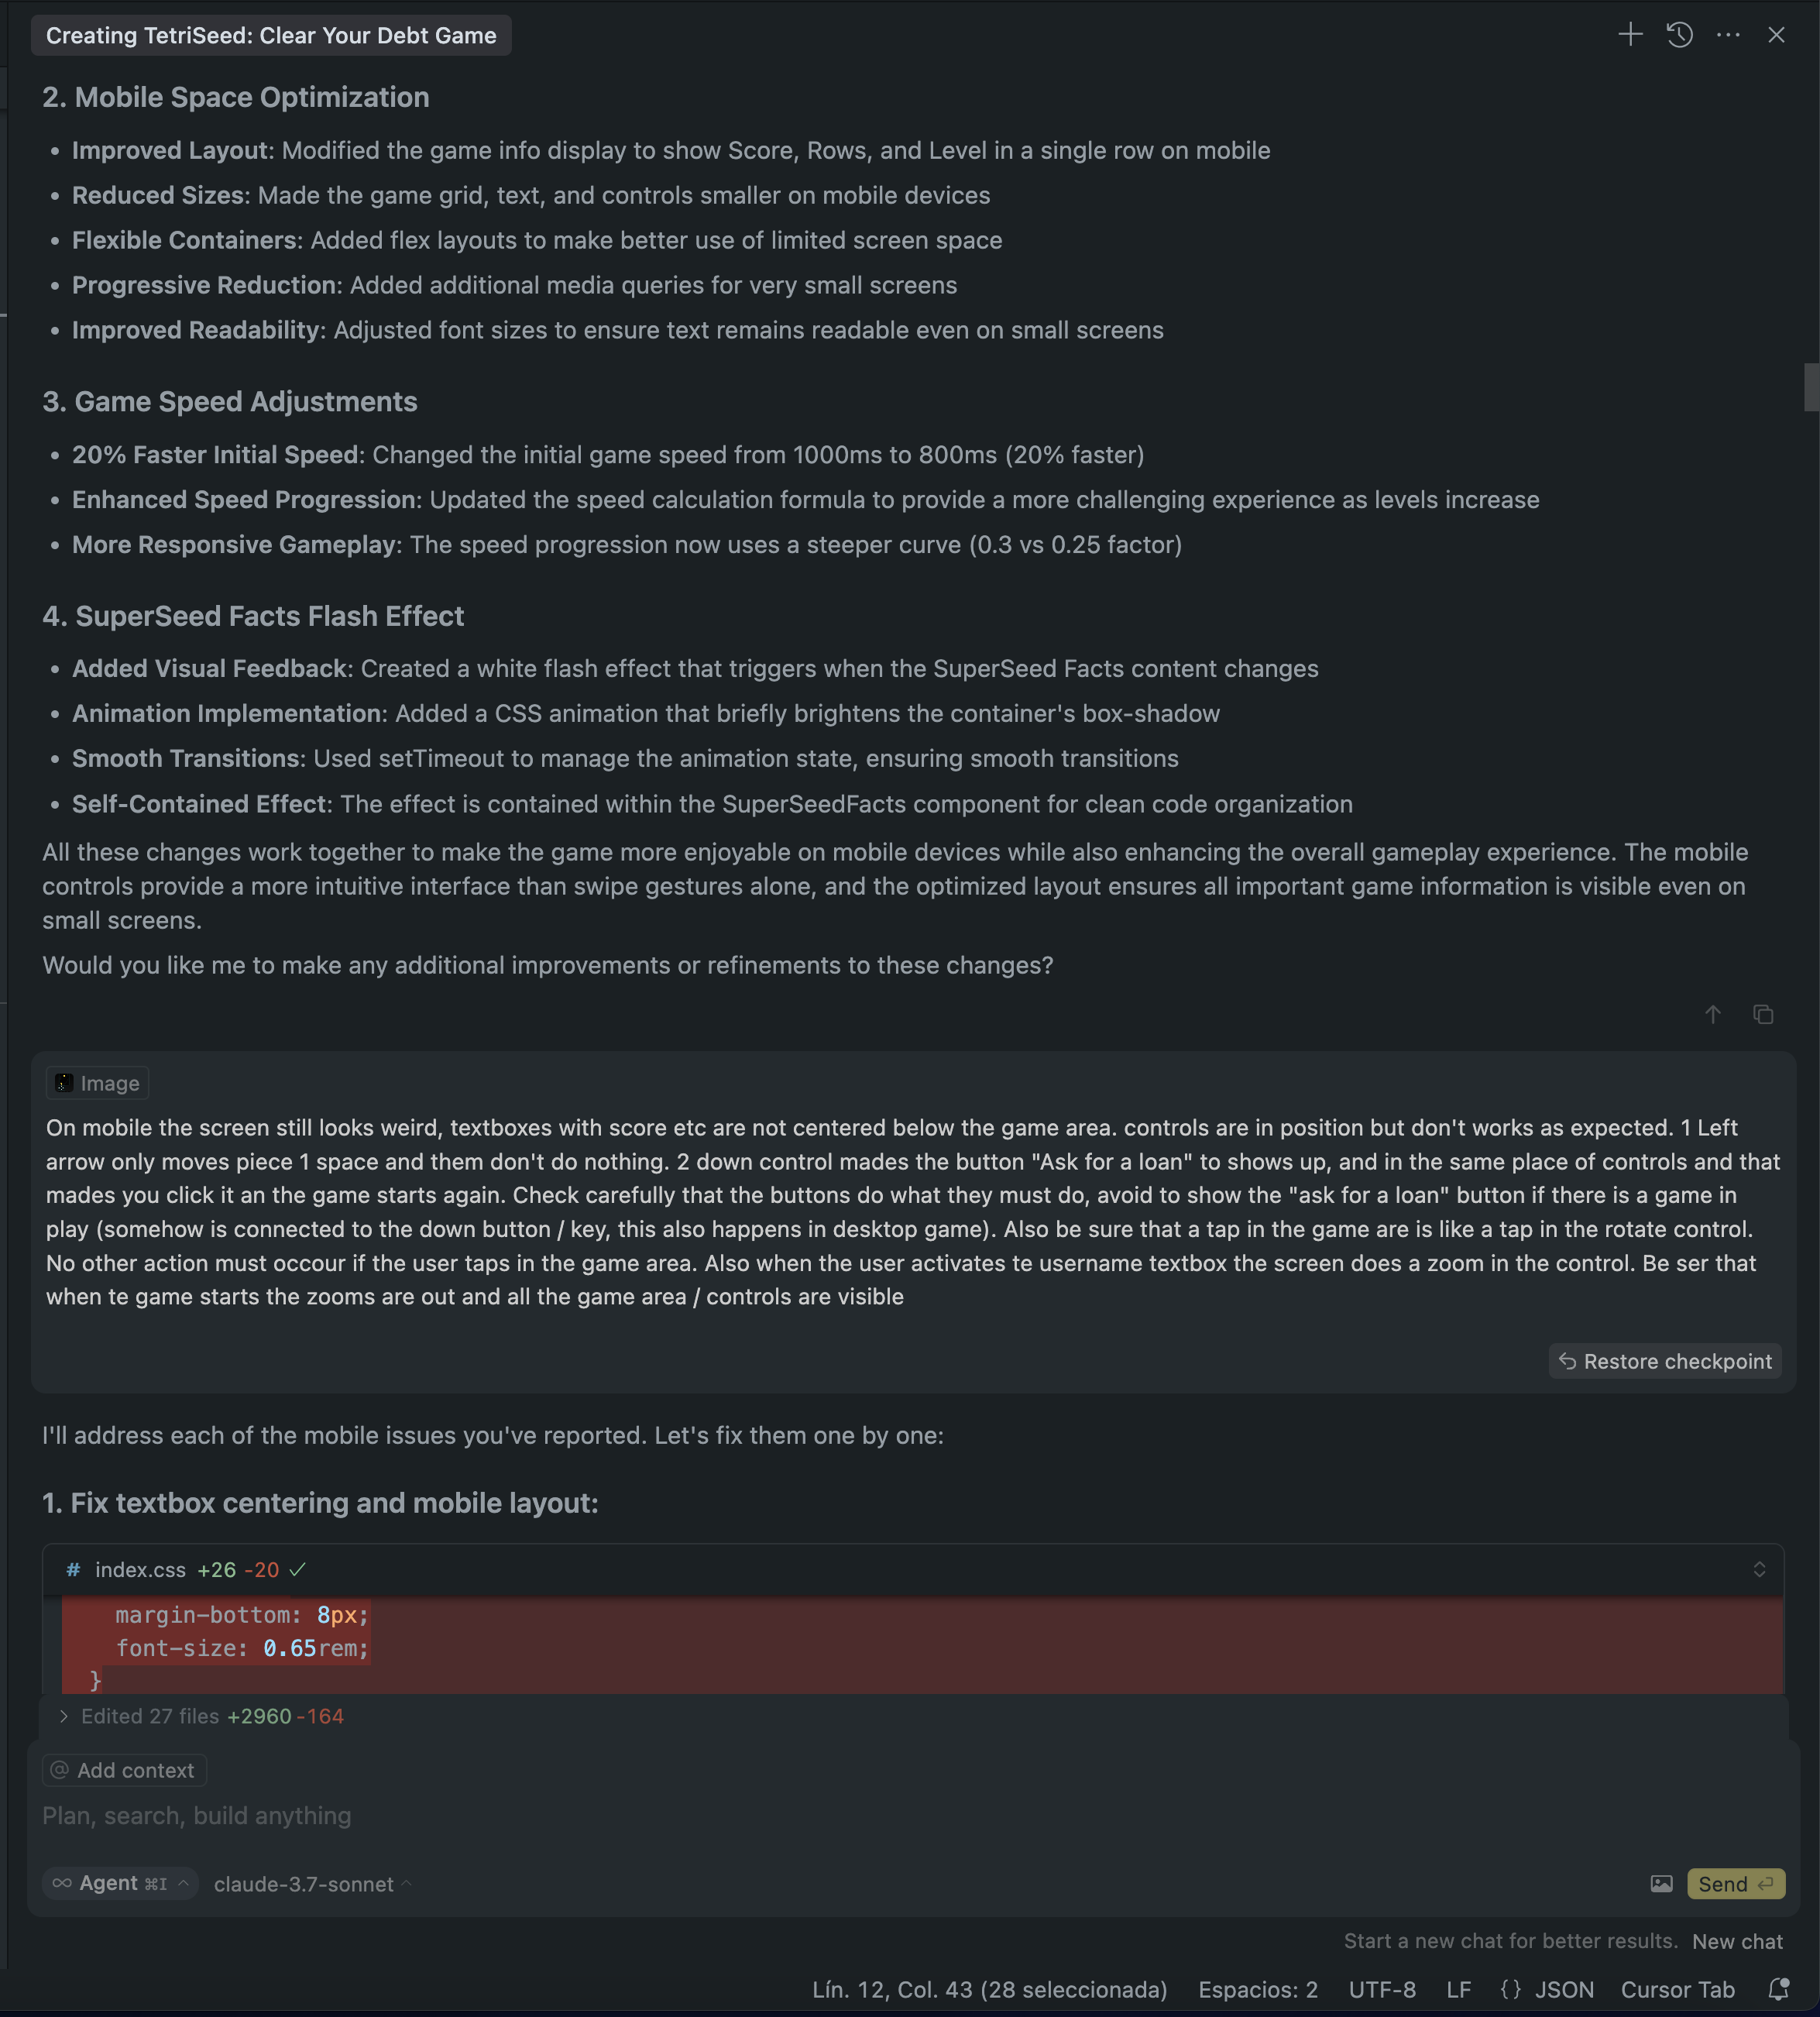 Creating TetriSeed: Clear Your Debt Game
2. Mobile Space Optimization
• Improved Layout: Modified the game info display to show Score, Rows, and Level in a single row on mobile
• Reduced Sizes: Made the game grid, text, and controls smaller on mobile devices
• Flexible Containers: Added flex layouts to make better use of limited screen space
• Progressive Reduction: Added additional media queries for very small screens
• Improved Readability: Adjusted font sizes to ensure text remains readable even on small screens
3. Game Speed Adjustments
• 20% Faster Initial Speed: Changed the initial game speed from 1000ms to 800ms (20% faster)
• Enhanced Speed Progression: Updated the speed calculation formula to provide a more challenging experience as levels increase
• More Responsive Gameplay: The speed progression now uses a steeper curve (0.3 vs 0.25 factor)
4. SuperSeed Facts Flash Effect
• Added Visual Feedback: Created a white flash effect that triggers when the SuperSeed Facts content changes
• Animation Implementation: Added a CSS animation that briefly brightens the container's box-shadow
• Smooth Transitions: Used setTimeout to manage the animation state, ensuring smooth transitions
• Self-Contained Effect: The effect is contained within the SuperSeedFacts component for clean code organization
All these changes work together to make the game more enjoyable on mobile devices while also enhancing the overall gameplay experience. The mobile
controls provide a more intuitive interface than swipe gestures alone, and the optimized layout ensures all important game information is visible even on
small screens.
Would you like me to make any additional improvements or refinements to these changes?
Image
On mobile the screen still looks weird, textboxes with score etc are not centered below the game area. controls are in position but don't works as expected. 1 Left
arrow only moves piece 1 space and them don't do nothing. 2 down control mades the button "Ask for a loan" to shows up, and in the same place of controls and that
mades you click it an the game starts again. Check carefully that the buttons do what they must do, avoid to show the "ask for a loan" button if there is a game in
play (somehow is connected to the down button / key, this also happens in desktop game). Also be sure that a tap in the game are is like a tap in the rotate control.
No other action must occour if the user taps in the game area. Also when the user activates te username textbox the screen does a zoom in the control. Be ser that
when te game starts the zooms are out and all the game area / controls are visible
Restore checkpoint
I'll address each of the mobile issues you've reported. Let's fix them one by one:
1. Fix textbox centering and mobile layout:
# index.css +26 -20
margin-bottom: 8px;
font-size: 0.65rem;
}
Edited 27 files +2960 -164
@ Add context
Plan, search, build anything
Agent ⌘I claude-3.7-sonnet Send
Start a new chat for better results. New chat
Lín. 12, Col. 43 (28 seleccionada) Espacios: 2 UTF-8 LF {} JSON Cursor Tab